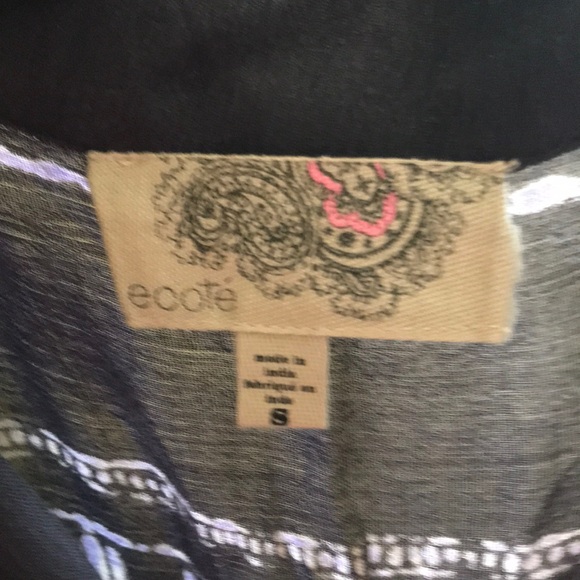 ecoté
made in
india
fabriqué en
inde
S